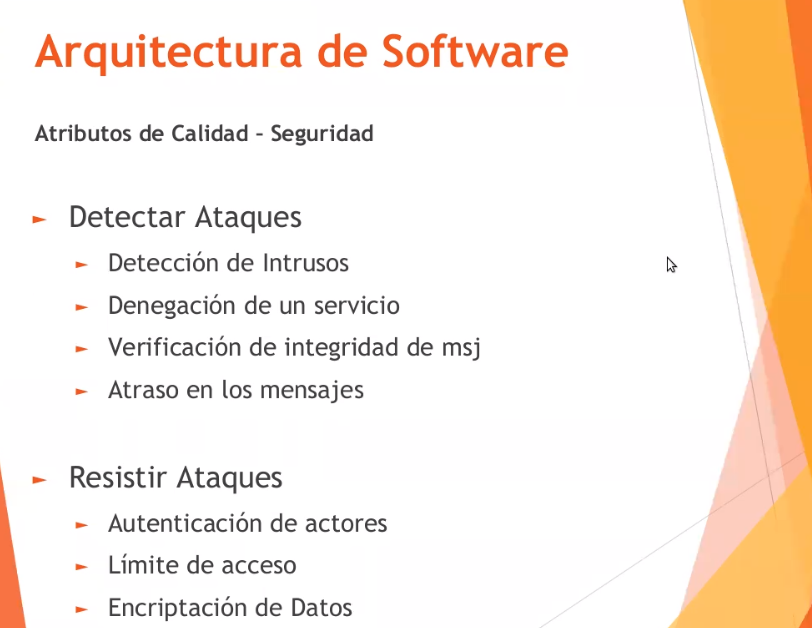 Arquitectura de Software
Atributos de Calidad – Seguridad
► Detectar Ataques
► Detección de Intrusos
► Denegación de un servicio
► Verificación de integridad de msj
► Atraso en los mensajes
► Resistir Ataques
► Autenticación de actores
► Límite de acceso
► Encriptación de Datos